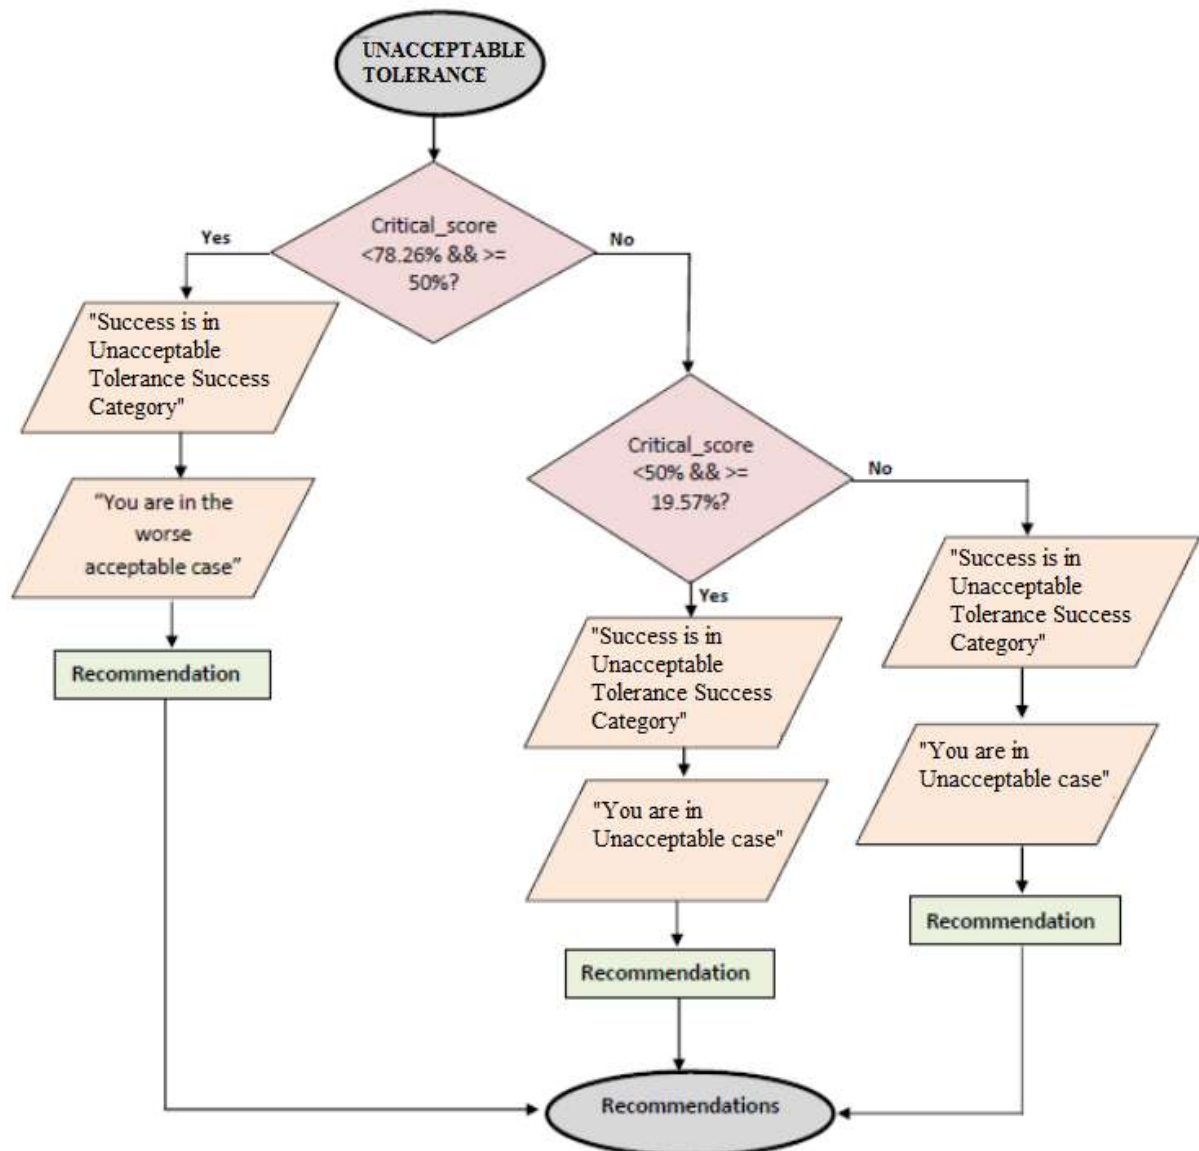 UNACCEPTABLE
TOLERANCE
Critical_score
<78.26% && >=
50%?
Yes
No
"Success is in
Unacceptable
Tolerance Success
Category"
"You are in the
worse
acceptable case"
Recommendation
Critical_score
<50% && >=
19.57%?
No
Yes
"Success is in
Unacceptable
Tolerance Success
Category"
"You are in
Unacceptable case"
Recommendation
"Success is in
Unacceptable
Tolerance Success
Category"
"You are in
Unacceptable case"
Recommendation
Recommendations